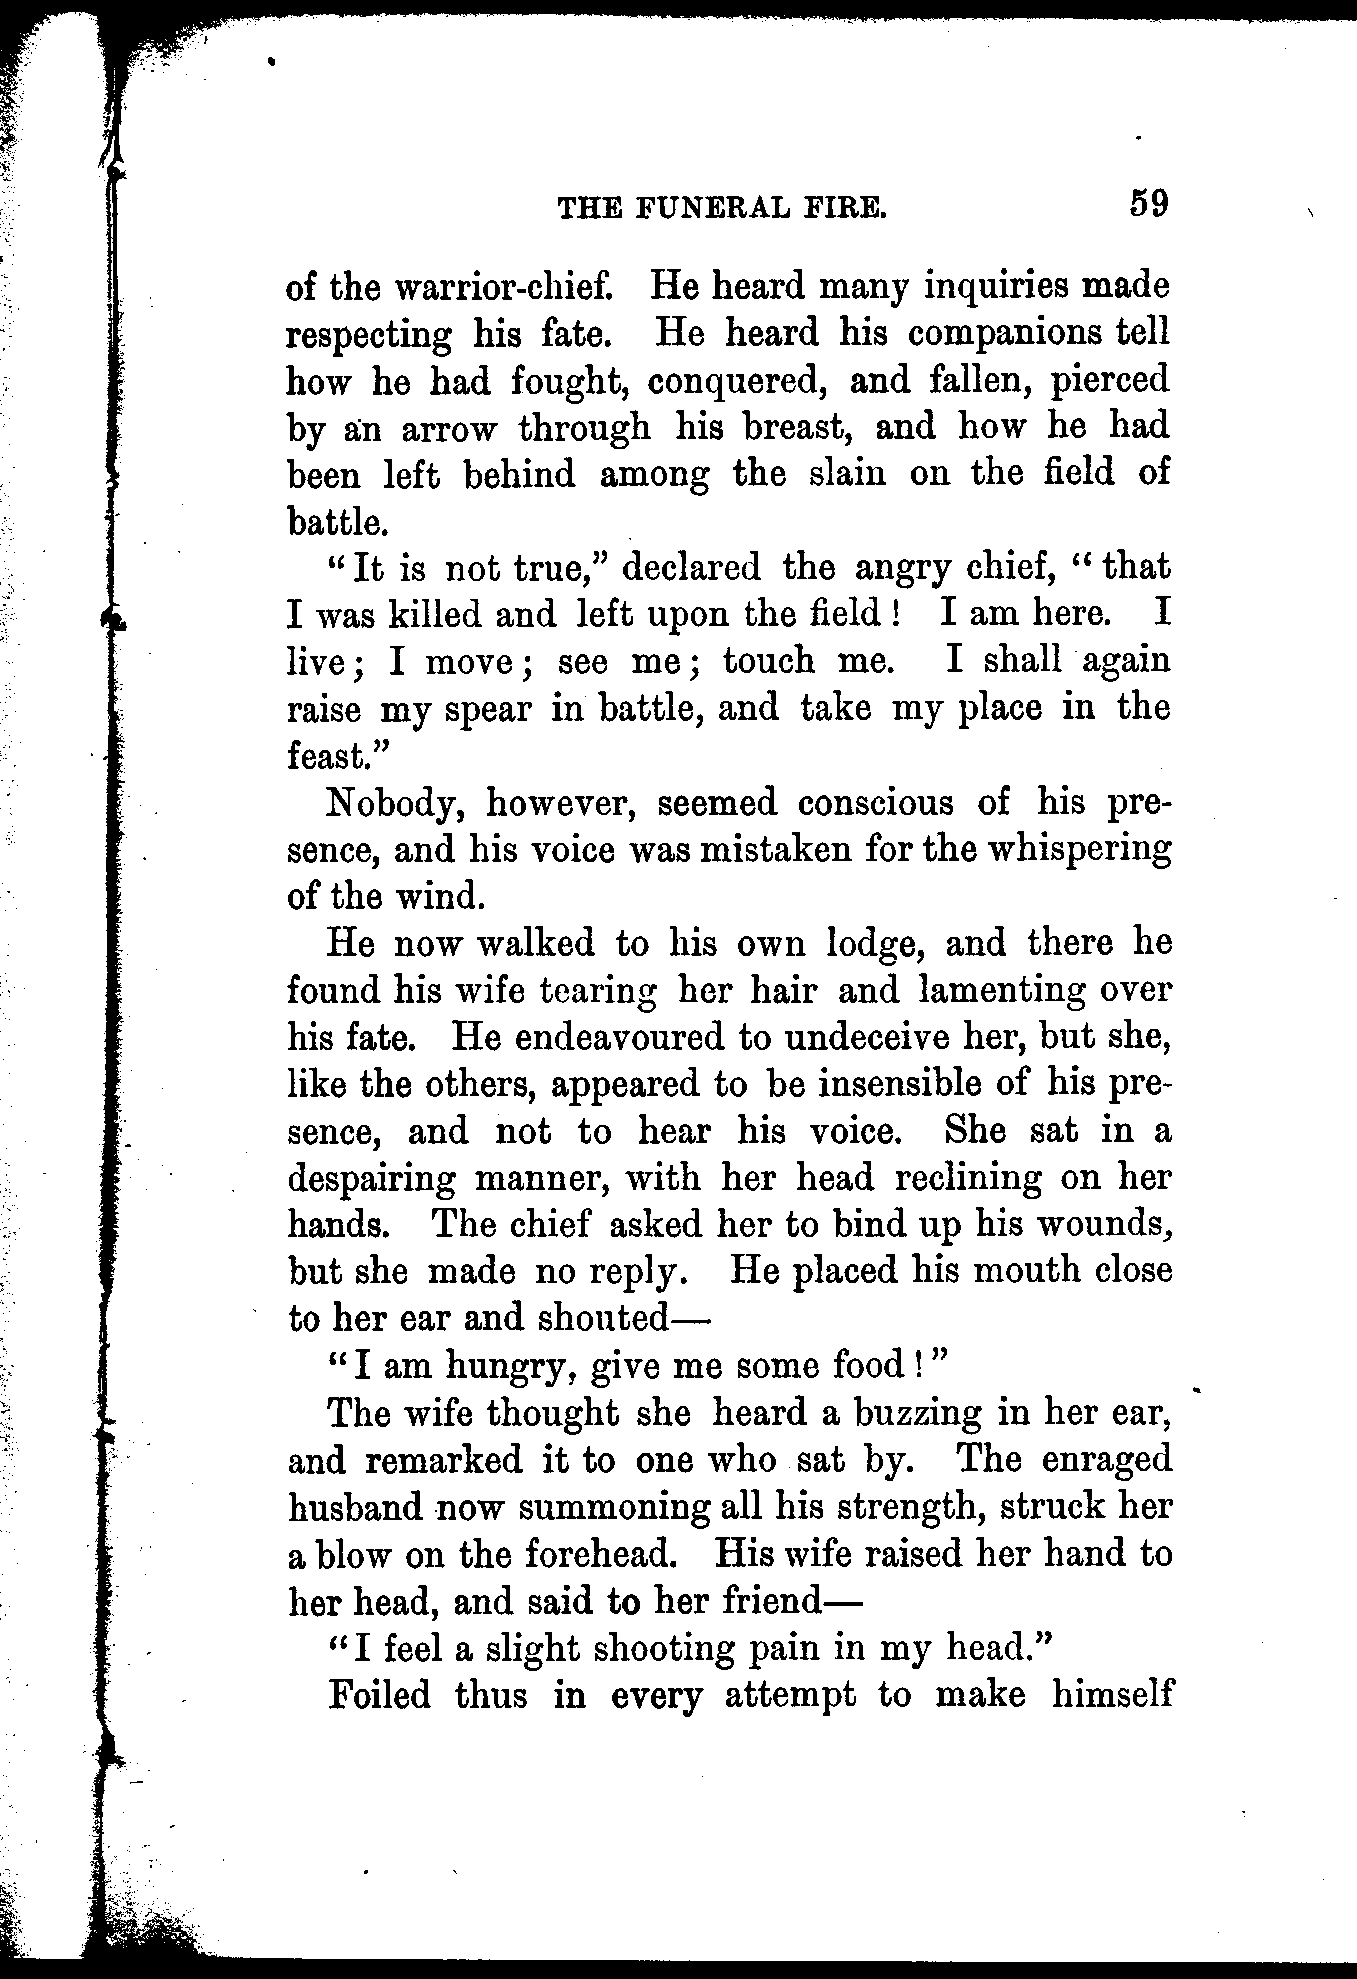 THE FUNERAL FIRE. 59
of the warrior-chief. He heard many inquiries made
respecting his fate. He heard his companions tell
how he had fought, conquered, and fallen, pierced
by an arrow through his breast, and how he had
been left behind among the slain on the field of
battle.
“It is not true,” declared the angry chief, “that
I was killed and left upon the field! I am here. I
live; I move; see me; touch me. I shall again
raise my spear in battle, and take my place in the
feast.”
Nobody, however, seemed conscious of his pre-
sence, and his voice was mistaken for the whispering
of the wind.
He now walked to his own lodge, and there he
found his wife tearing her hair and lamenting over
his fate. He endeavoured to undeceive her, but she,
like the others, appeared to be insensible of his pre-
sence, and not to hear his voice. She sat in a
despairing manner, with her head reclining on her
hands. The chief asked her to bind up his wounds,
but she made no reply. He placed his mouth close
to her ear and shouted—
“I am hungry, give me some food!”
The wife thought she heard a buzzing in her ear,
and remarked it to one who sat by. The enraged
husband now summoning all his strength, struck her
a blow on the forehead. His wife raised her hand to
her head, and said to her friend—
“I feel a slight shooting pain in my head.”
Foiled thus in every attempt to make himself